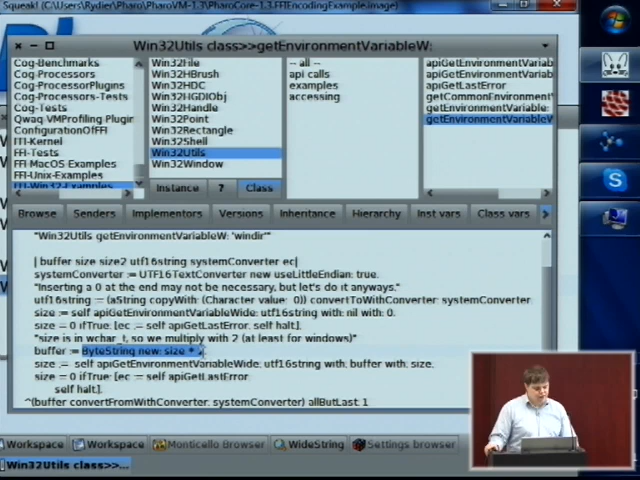 Squeak! (C:\Users\Rydier\PharoVM-1.3\PharoCore-1.3.FFIEncodingExample.image)
Win32Utils class>>getEnvironmentVariableW:
Cog-Benchmarks
Cog-Processors
Cog-ProcessorPlugins
Cog-Processors-Tests
Cog-Tests
Qwaq-VMProfiling-Plugin
ConfigurationOfFFI
FFI-Kernel
FFI-Tests
FFI-MacOS-Examples
FFI-Unix-Examples
FFI-Win32-Examples
Win32File
Win32HBrush
Win32HDC
Win32HGDIObj
Win32Handle
Win32Point
Win32Rectangle
Win32Shell
Win32Utils
Win32Window
Instance ? Class
-- all --
api calls
examples
accessing
apiGetEnvironmentVariab
apiGetEnvironmentVariab
apiGetLastError
getCommonEnvironment
getEnvironmentVariable:
getEnvironmentVariableW
Browse Senders Implementors Versions Inheritance Hierarchy Inst vars Class vars
"Win32Utils getEnvironmentVariableW: 'windir'"
| buffer size size2 utf16string systemConverter ec|
systemConverter := UTF16TextConverter new useLittleEndian: true.
"Inserting a 0 at the end may not be necessary, but let's do it anyways."
utf16string := (aString copyWith: (Character value: 0)) convertToWithConverter: systemConverter
size := self apiGetEnvironmentVariableWide: utf16string with: nil with: 0.
size = 0 ifTrue: [ec := self apiGetLastError. self halt].
"size is in wchar_t, so we multiply with 2 (at least for windows)"
buffer := ByteString new: size *
size := self apiGetEnvironmentVariableWide: utf16string with: buffer with: size.
size = 0 ifTrue: [ec := self apiGetLastError.
self halt].
^(buffer convertFromWithConverter: systemConverter) allButLast: 1
Workspace Workspace Monticello Browser WideString Settings browser
Win32Utils class>>...